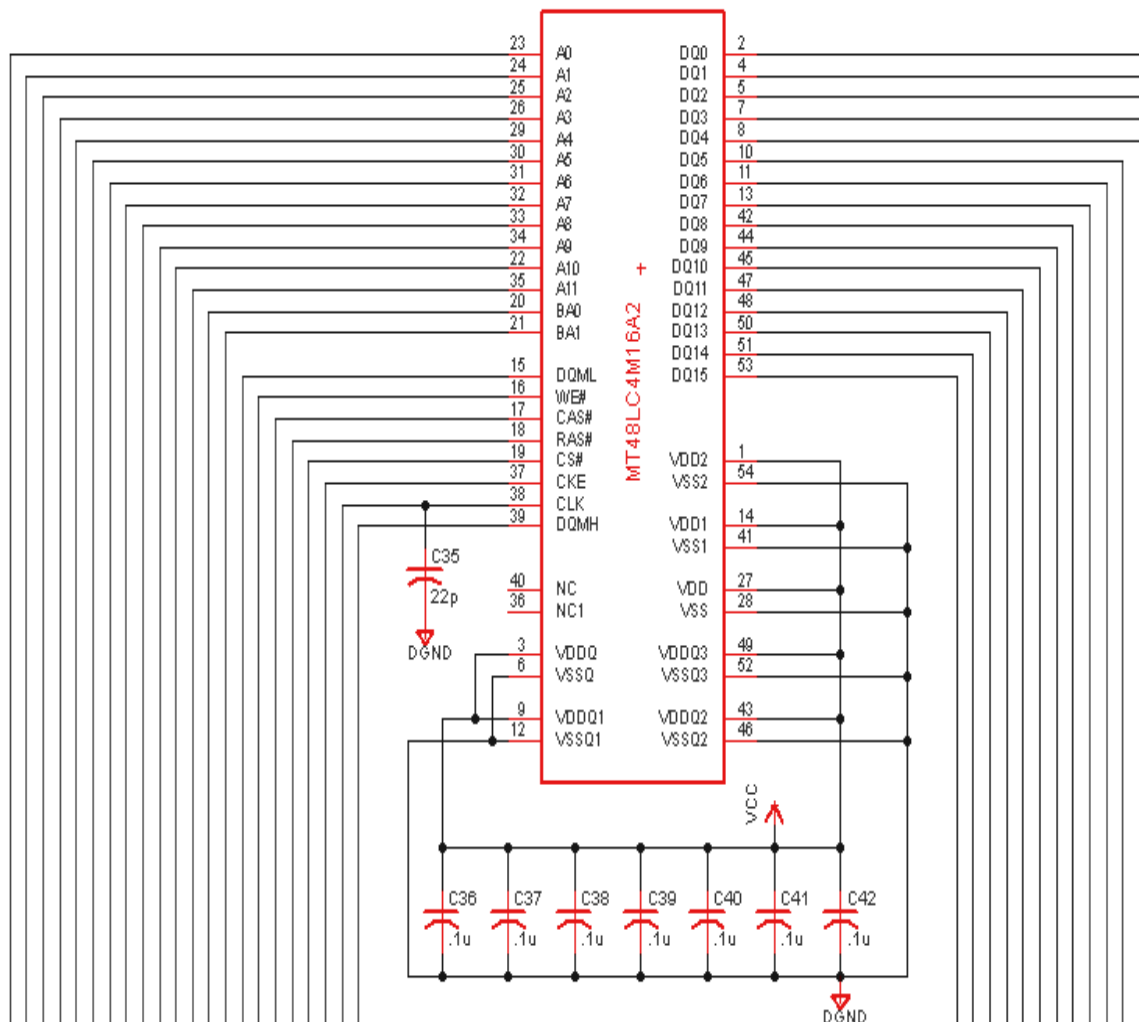 23 A0 DQ0 2
24 A1 DQ1 4
25 A2 DQ2 5
26 A3 DQ3 7
29 A4 DQ4 8
30 A5 DQ5 10
31 A6 DQ6 11
32 A7 DQ7 13
33 A8 DQ8 42
34 A9 DQ9 44
22 A10 DQ10 45
35 A11 DQ11 47
20 BA0 DQ12 48
21 BA1 DQ13 50
DQ14 51
15 DQML DQ15 53
16 WE#
17 CAS#
18 RAS#
19 CS# VDD2 1
37 CKE VSS2 54
38 CLK
39 DQMH VDD1 14
VSS1 41
40 NC VDD 27
36 NC1 VSS 28
3 VDDQ VDDQ3 49
6 VSSQ VSSQ3 52
9 VDDQ1 VDDQ2 43
12 VSSQ1 VSSQ2 46
MT48LC4M16A2 +
C35
22p
DGND
VCC
C36 C37 C38 C39 C40 C41 C42
.1u .1u .1u .1u .1u .1u .1u
DGND